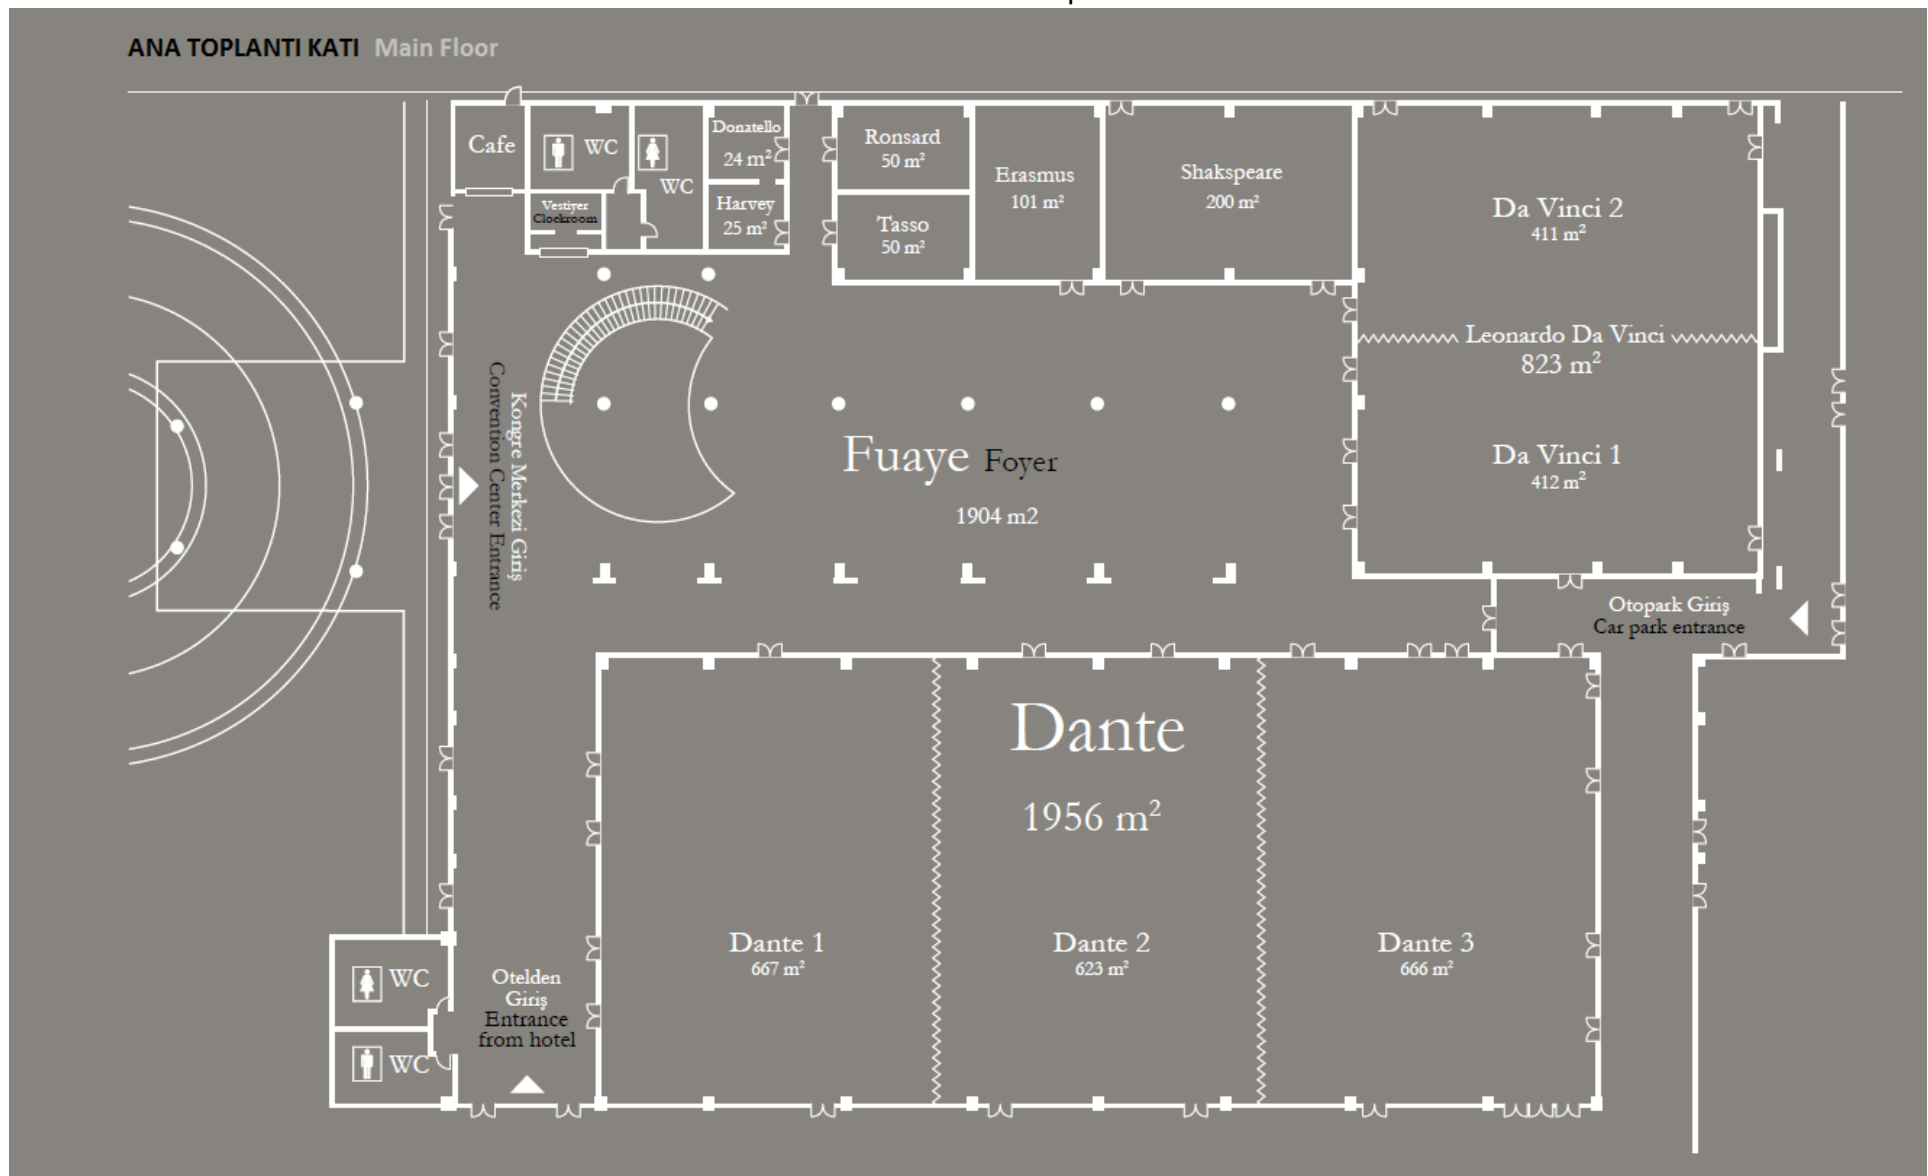 ANA TOPLANTI KATI Main Floor
Cafe
WC
WC
Vestiyer
Clockroom
Donatello
24 m²
Harvey
25 m²
Ronsard
50 m²
Tasso
50 m²
Erasmus
101 m²
Shakspeare
200 m²
Da Vinci 2
411 m²
Leonardo Da Vinci
823 m²
Da Vinci 1
412 m²
Kongre Merkezi Giriş
Convention Center Entrance
Fuaye Foyer
1904 m2
Otopark Giriş
Car park entrance
Dante
1956 m²
Dante 1
667 m²
Dante 2
623 m²
Dante 3
666 m²
WC
WC
Otelden
Giriş
Entrance
from hotel